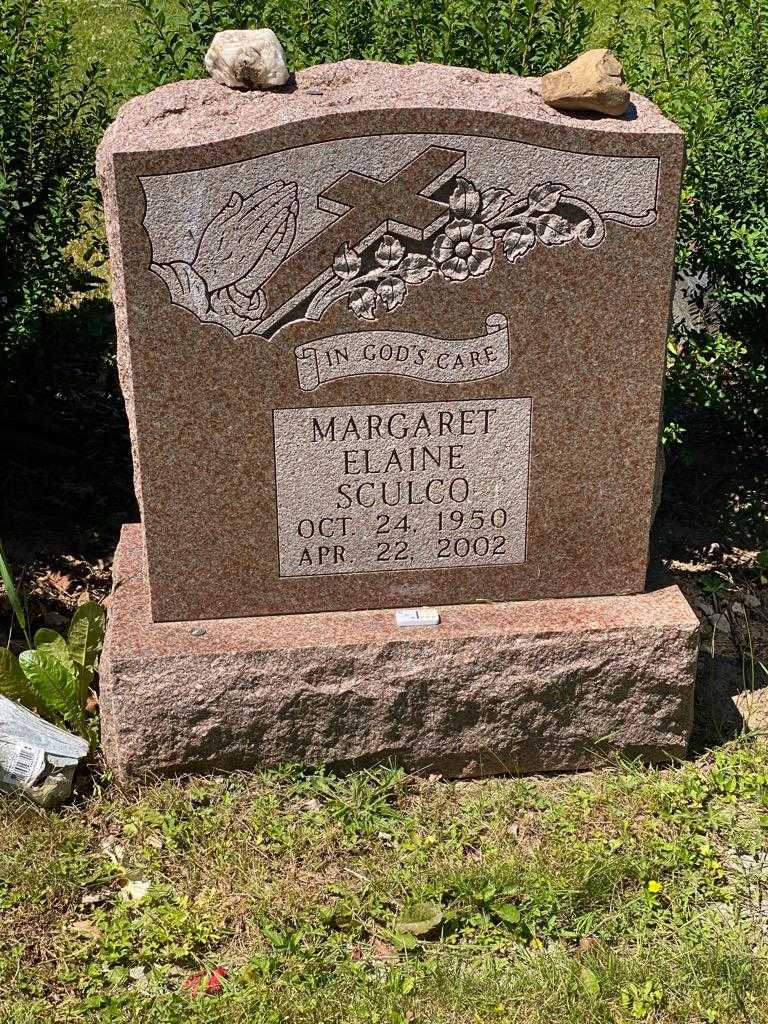 IN GOD'S CARE
MARGARET
ELAINE
SCULCO
OCT. 24, 1950
APR. 22, 2002